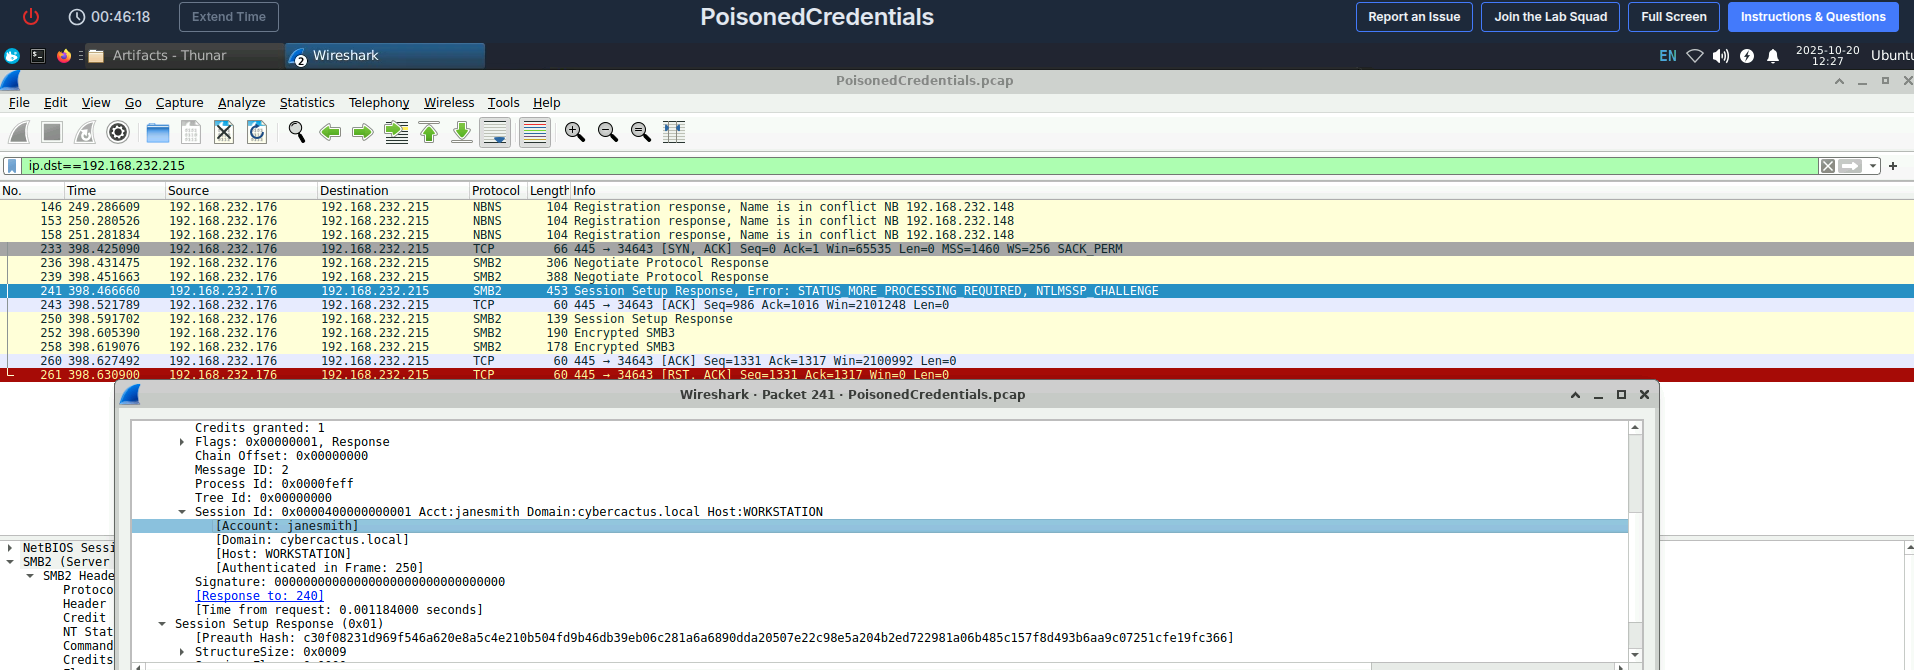 00:46:18 Extend Time PoisonedCredentials Report an Issue Join the Lab Squad Full Screen Instructions & Questions
Artifacts - Thunar 2 Wireshark EN 2025-10-20 12:27 Ubuntu
PoisonedCredentials.pcap
File Edit View Go Capture Analyze Statistics Telephony Wireless Tools Help
ip.dst==192.168.232.215
No. Time Source Destination Protocol Length Info
146 249.286609 192.168.232.176 192.168.232.215 NBNS 104 Registration response, Name is in conflict NB 192.168.232.148
153 250.280526 192.168.232.176 192.168.232.215 NBNS 104 Registration response, Name is in conflict NB 192.168.232.148
158 251.281834 192.168.232.176 192.168.232.215 NBNS 104 Registration response, Name is in conflict NB 192.168.232.148
233 398.425090 192.168.232.176 192.168.232.215 TCP 66 445 → 34643 [SYN, ACK] Seq=0 Ack=1 Win=65535 Len=0 MSS=1460 WS=256 SACK_PERM
236 398.431475 192.168.232.176 192.168.232.215 SMB2 306 Negotiate Protocol Response
239 398.451663 192.168.232.176 192.168.232.215 SMB2 388 Negotiate Protocol Response
241 398.466660 192.168.232.176 192.168.232.215 SMB2 453 Session Setup Response, Error: STATUS_MORE_PROCESSING_REQUIRED, NTLMSSP_CHALLENGE
243 398.521789 192.168.232.176 192.168.232.215 TCP 60 445 → 34643 [ACK] Seq=986 Ack=1016 Win=2101248 Len=0
250 398.591702 192.168.232.176 192.168.232.215 SMB2 139 Session Setup Response
252 398.605390 192.168.232.176 192.168.232.215 SMB2 190 Encrypted SMB3
258 398.619076 192.168.232.176 192.168.232.215 SMB2 178 Encrypted SMB3
260 398.627492 192.168.232.176 192.168.232.215 TCP 60 445 → 34643 [ACK] Seq=1331 Ack=1317 Win=2100992 Len=0
261 398.630900 192.168.232.176 192.168.232.215 TCP 60 445 → 34643 [RST, ACK] Seq=1331 Ack=1317 Win=0 Len=0
Wireshark · Packet 241 · PoisonedCredentials.pcap
Credits granted: 1
Flags: 0x00000001, Response
Chain Offset: 0x00000000
Message ID: 2
Process Id: 0x0000feff
Tree Id: 0x00000000
Session Id: 0x0000400000000001 Acct:janesmith Domain:cybercactus.local Host:WORKSTATION
[Account: janesmith]
[Domain: cybercactus.local]
[Host: WORKSTATION]
[Authenticated in Frame: 250]
Signature: 00000000000000000000000000000000
[Response to: 240]
[Time from request: 0.001184000 seconds]
Session Setup Response (0x01)
[Preauth Hash: c30f08231d969f546a620e8a5c4e210b504fd9b46db39eb06c281a6a6890dda20507e22c98e5a204b2ed722981a06b485c157f8d493b6aa9c07251cfe19fc366]
StructureSize: 0x0009
NetBIOS Sessi
SMB2 (Server
SMB2 Heade
Protoco
Header
Credit
NT Stat
Command
Credits